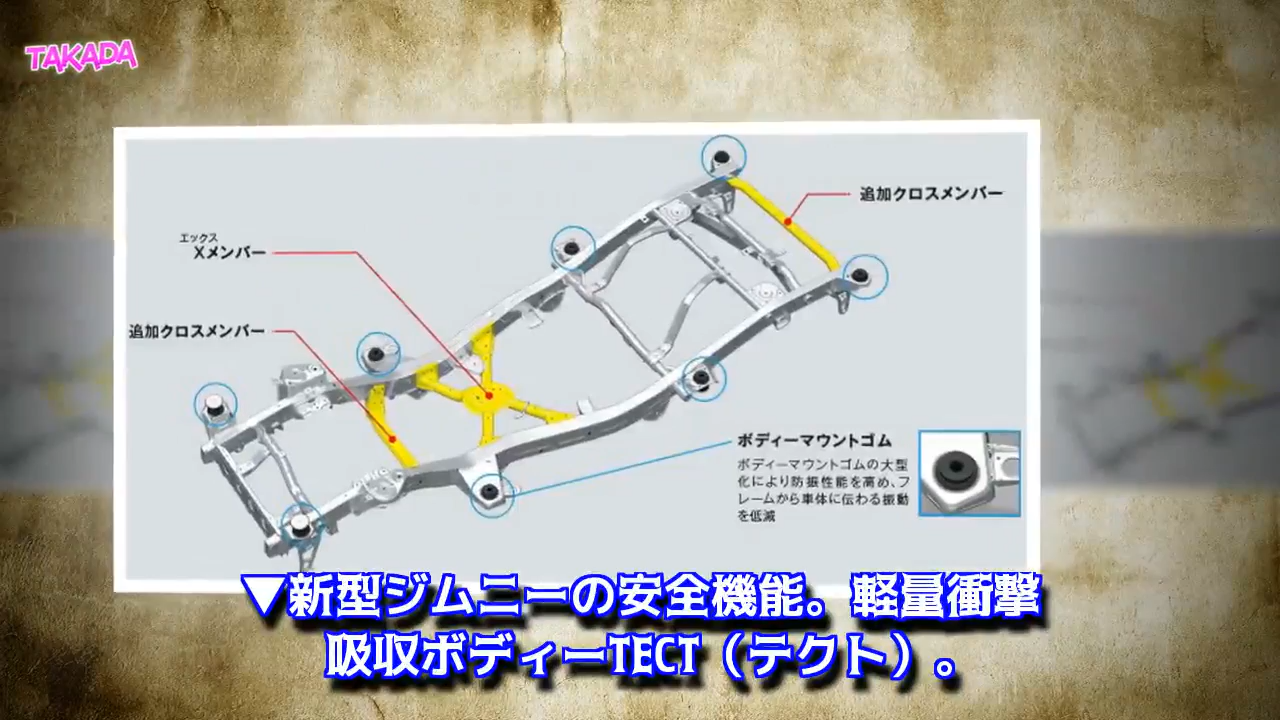 TAKADA
追加クロスメンバー
エックス
Xメンバー
追加クロスメンバー
ボディーマウントゴム
ボディーマウントゴムの大型
化により防振性能を高め、フ
レームから車体に伝わる振動
を低減
▼新型ジムニーの安全機能。軽量衝撃
吸収ボディーTECT（テクト）。